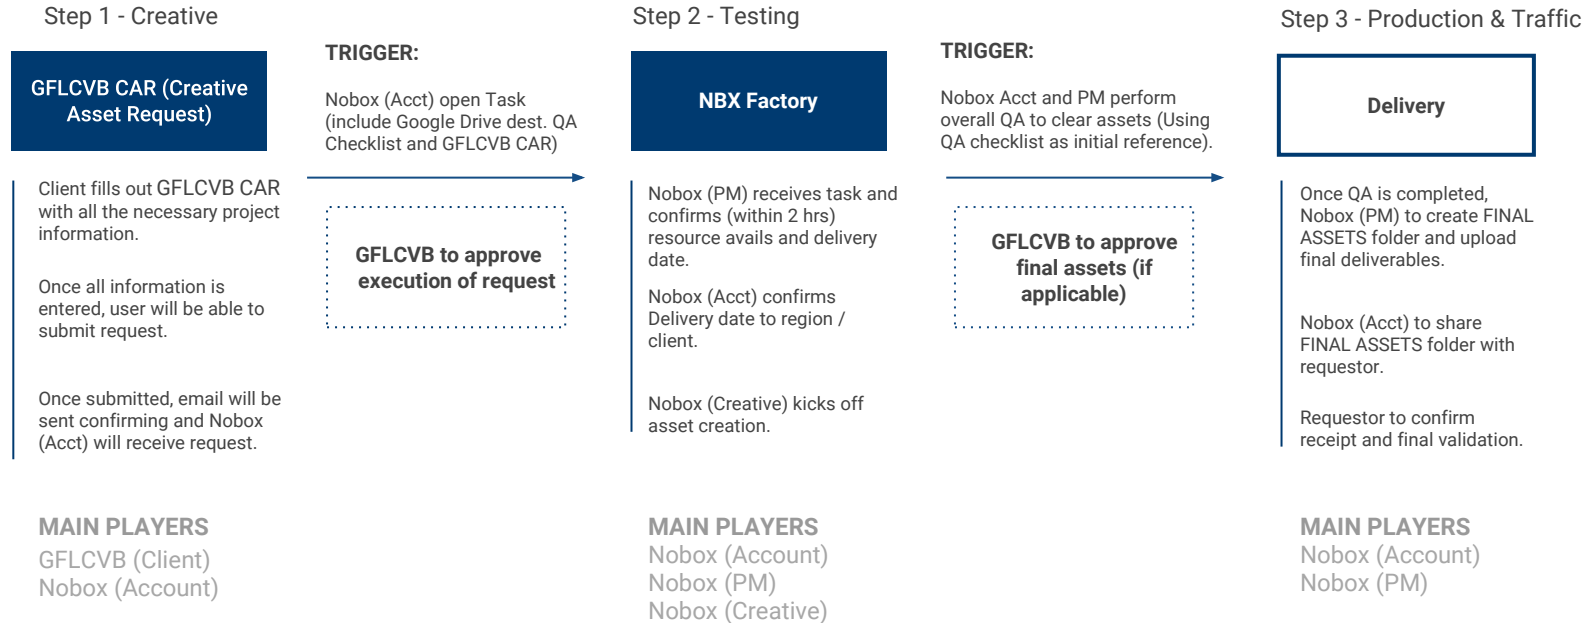 Step 1 - Creative
GFLCVB CAR (Creative
Asset Request)
Client fills out GFLCVB CAR
with all the necessary project
information.
Once all information is
entered, user will be able to
submit request.
Once submitted, email will be
sent confirming and Nobox
(Acct) will receive request.
MAIN PLAYERS
GFLCVB (Client)
Nobox (Account)
TRIGGER:
Nobox (Acct) open Task
(include Google Drive dest. QA
Checklist and GFLCVB CAR)
GFLCVB to approve
execution of request
Step 2 - Testing
NBX Factory
Nobox (PM) receives task and
confirms (within 2 hrs)
resource avails and delivery
date.
Nobox (Acct) confirms
Delivery date to region /
client.
Nobox (Creative) kicks off
asset creation.
MAIN PLAYERS
Nobox (Account)
Nobox (PM)
Nobox (Creative)
TRIGGER:
Nobox Acct and PM perform
overall QA to clear assets (Using
QA checklist as initial reference).
GFLCVB to approve
final assets (if
applicable)
Step 3 - Production & Traffic
Delivery
Once QA is completed,
Nobox (PM) to create FINAL
ASSETS folder and upload
final deliverables.
Nobox (Acct) to share
FINAL ASSETS folder with
requestor.
Requestor to confirm
receipt and final validation.
MAIN PLAYERS
Nobox (Account)
Nobox (PM)